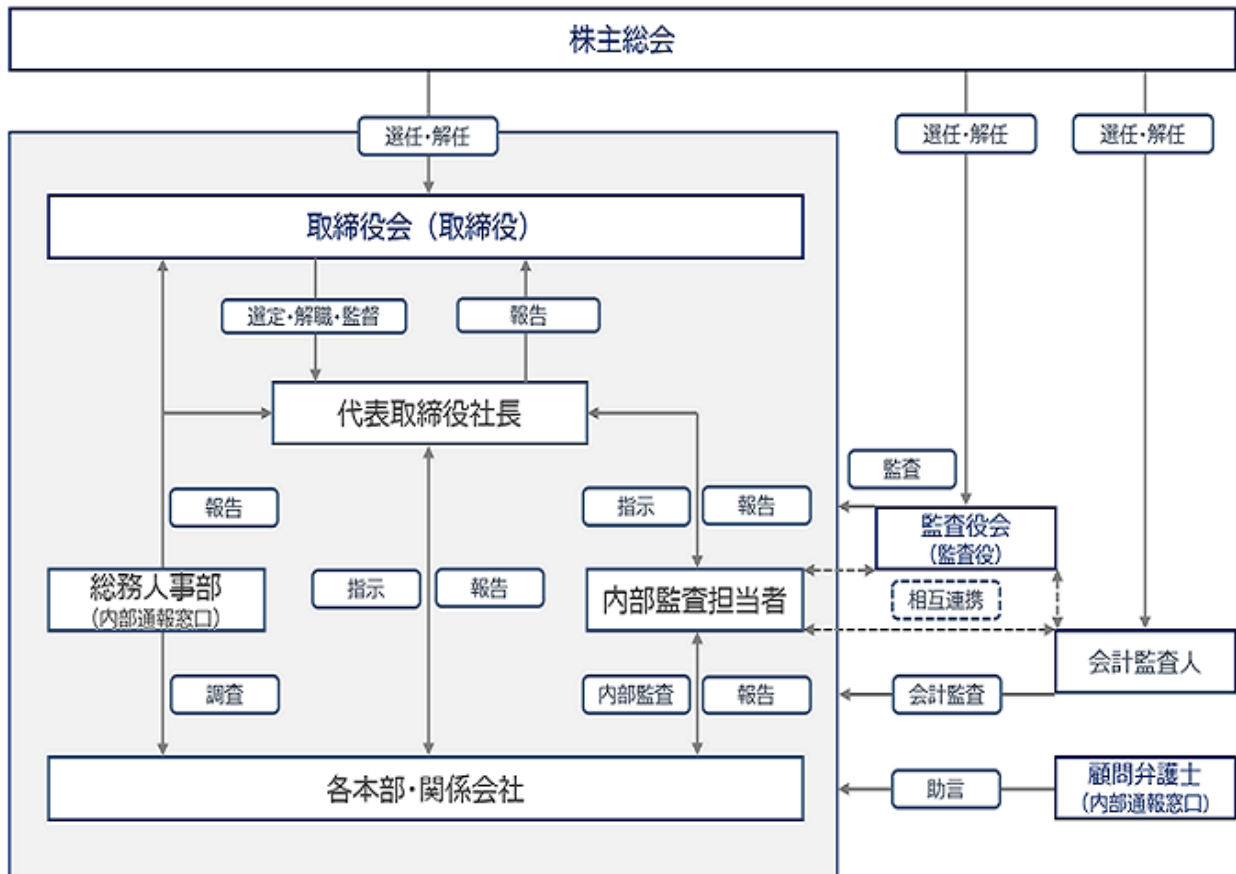 株主総会
選任・解任
選任・解任
選任・解任
取締役会（取締役）
選定・解職・監督
報告
代表取締役社長
監査
報告
指示
報告
監査役会
(監査役)
総務人事部
(内部通報窓口)
指示
報告
内部監査担当者
相互連携
会計監査人
調査
内部監査
報告
会計監査
各本部・関係会社
助言
顧問弁護士
(内部通報窓口)